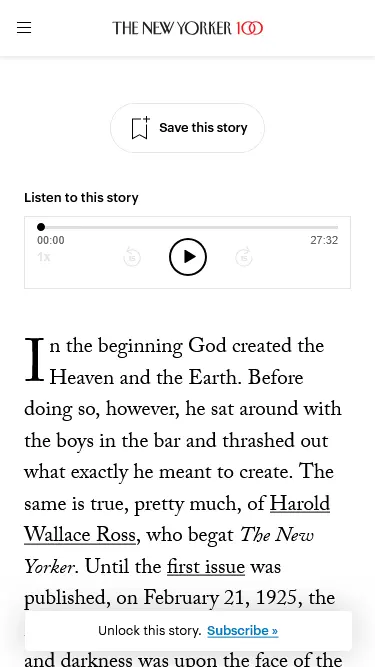 THE NEW YORKER 100
Save this story
Listen to this story
00:00 27:32
1x
In the beginning God created the
Heaven and the Earth. Before
doing so, however, he sat around with
the boys in the bar and thrashed out
what exactly he meant to create. The
same is true, pretty much, of Harold
Wallace Ross, who begat The New
Yorker. Until the first issue was
published, on February 21, 1925, the
Unlock this story. Subscribe »
and darkness was upon the face of the